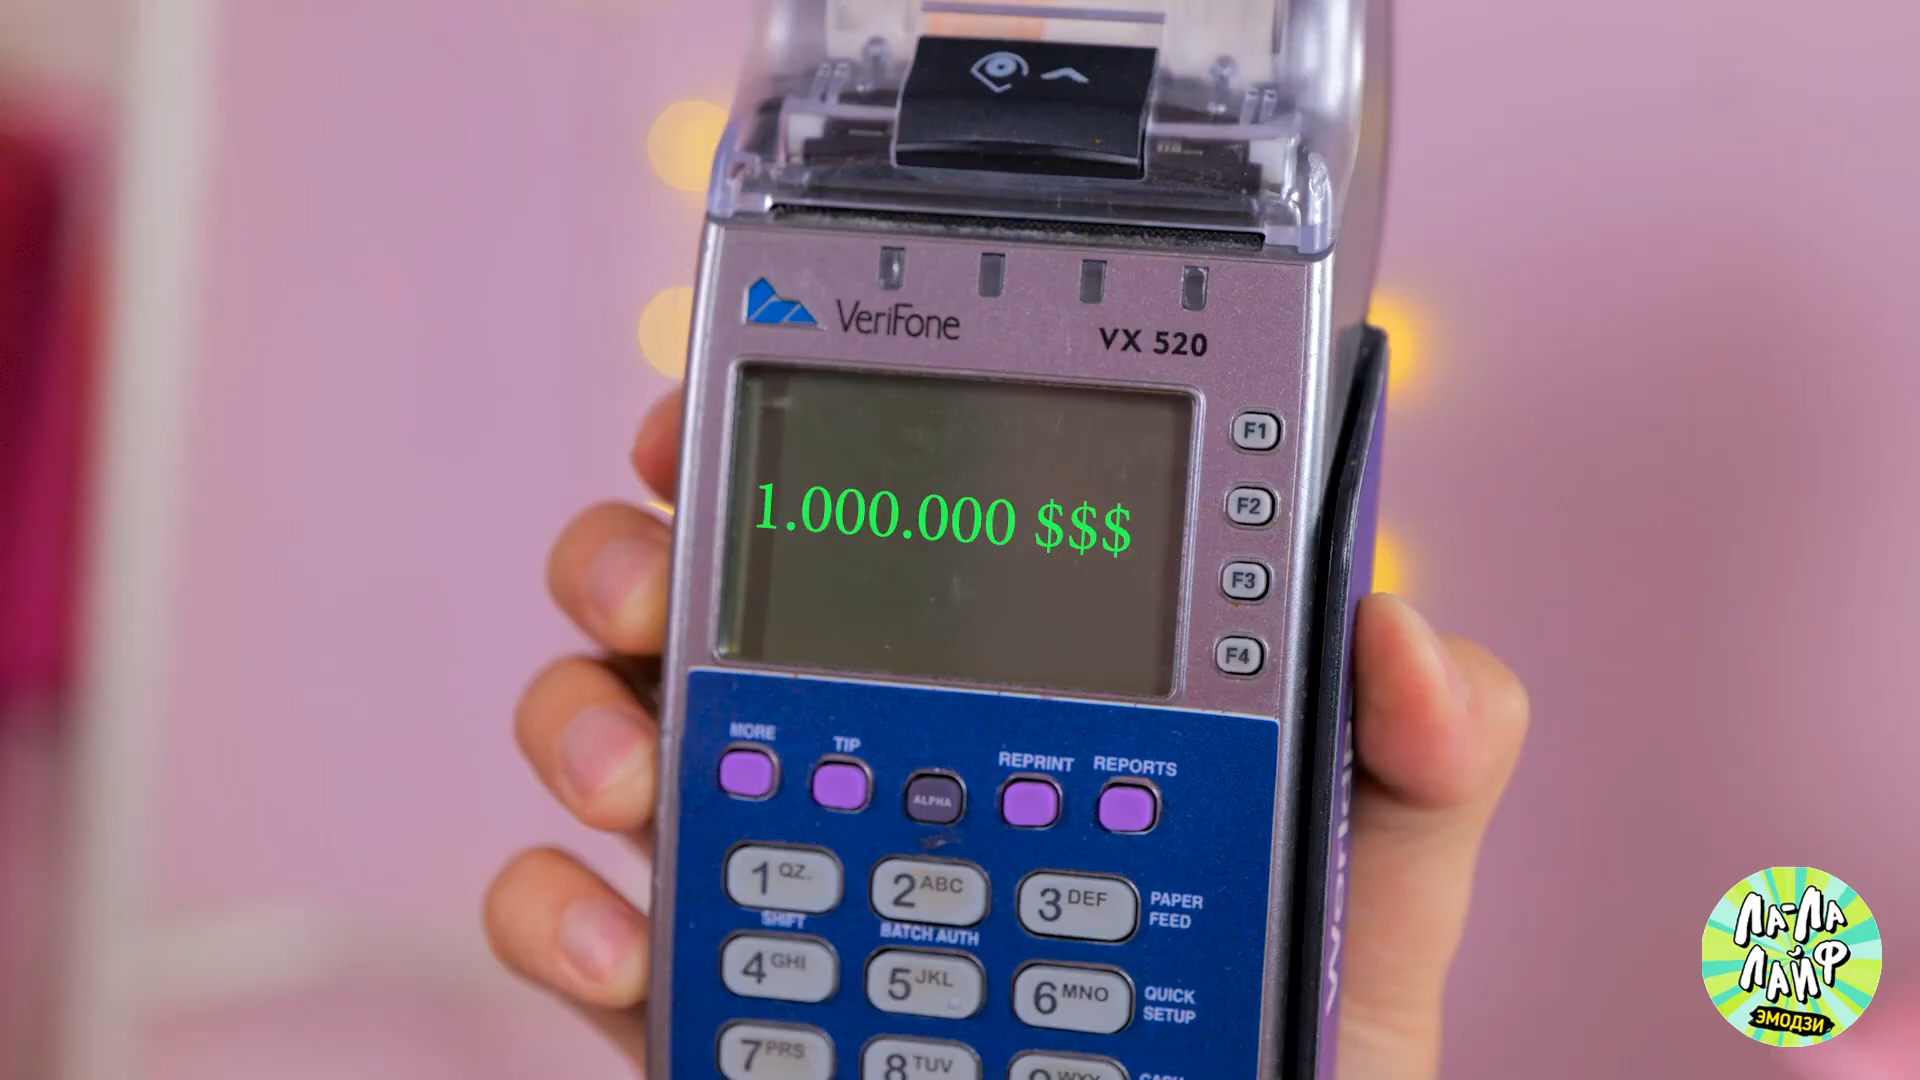 VeriFone
VX 520
F1
1.000.000 $$$
F2
F3
F4
MORE
TIP
ALPHA
REPRINT
REPORTS
1 QZ.
2 ABC
3 DEF
PAPER
FEED
SHIFT
BATCH AUTH
4 GHI
5 JKL
6 MNO
QUICK
SETUP
7 PRS
8 TUV
9 WXY
ЛА-ЛА
ЛАЙФ
ЭМОДЗИ